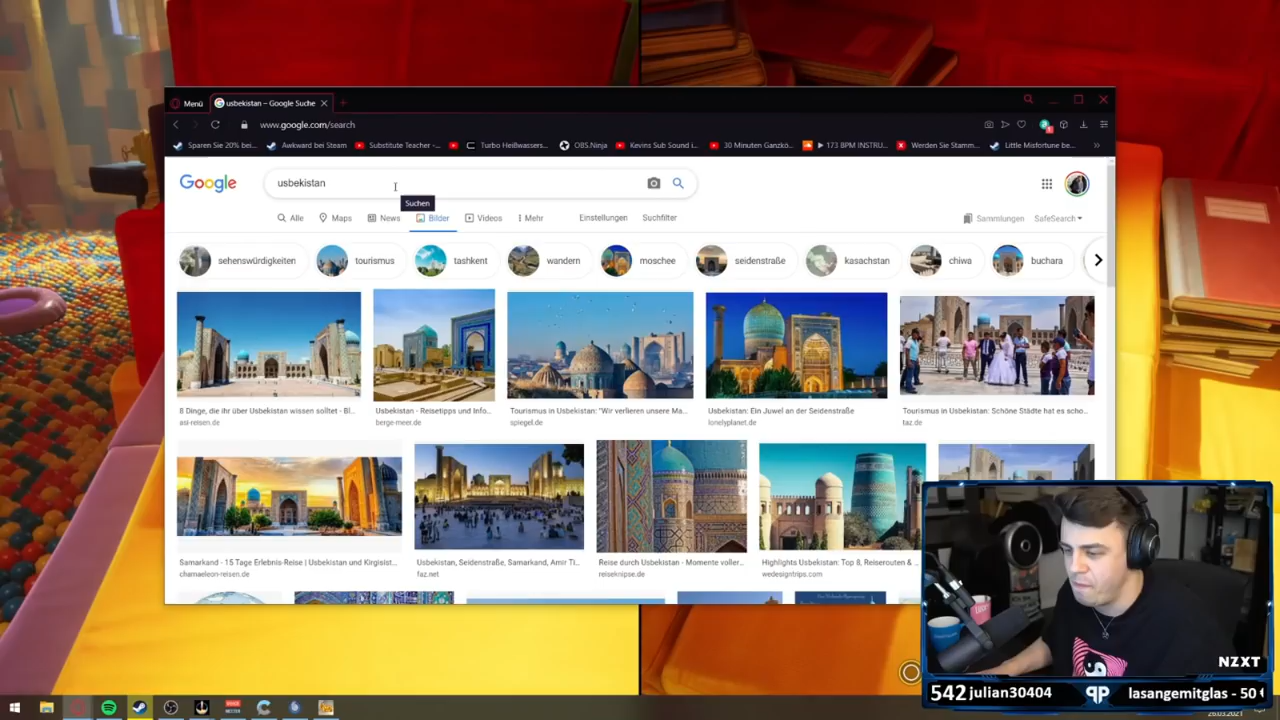 Menü
usbekistan – Google Suche
www.google.com/search
Sparen Sie 20% bei...
Awkward bei Steam
Substitute Teacher -...
Turbo Heißwassers...
OBS.Ninja
Kevins Sub Sound i...
30 Minuten Ganzkö...
▶ 173 BPM INSTRU...
Werden Sie Stamm...
Little Misfortune be...
»
Google
usbekistan
Suchen
Alle
Maps
News
Bilder
Videos
Mehr
Einstellungen
Suchfilter
Sammlungen
SafeSearch
sehenswürdigkeiten
tourismus
tashkent
wandern
moschee
seidenstraße
kasachstan
chiwa
buchara
8 Dinge, die ihr über Usbekistan wissen solltet - Bl...
asi-reisen.de
Usbekistan - Reisetipps und Info...
berge-meer.de
Tourismus in Usbekistan: "Wir verlieren unsere Ma...
spiegel.de
Usbekistan: Ein Juwel an der Seidenstraße
lonelyplanet.de
Tourismus in Usbekistan: Schöne Städte hat es scho...
taz.de
Samarkand - 15 Tage Erlebnis-Reise | Usbekistan und Kirgisist...
chamaeleon-reisen.de
Usbekistan, Seidenstraße, Samarkand, Amir Ti...
faz.net
Reise durch Usbekistan - Momente voller...
reiseknipse.de
Highlights Usbekistan: Top 8, Reiserouten & ...
wedesigntrips.com
NZXT
542 julian30404
lasangemitglas - 50 €
26.03.2021